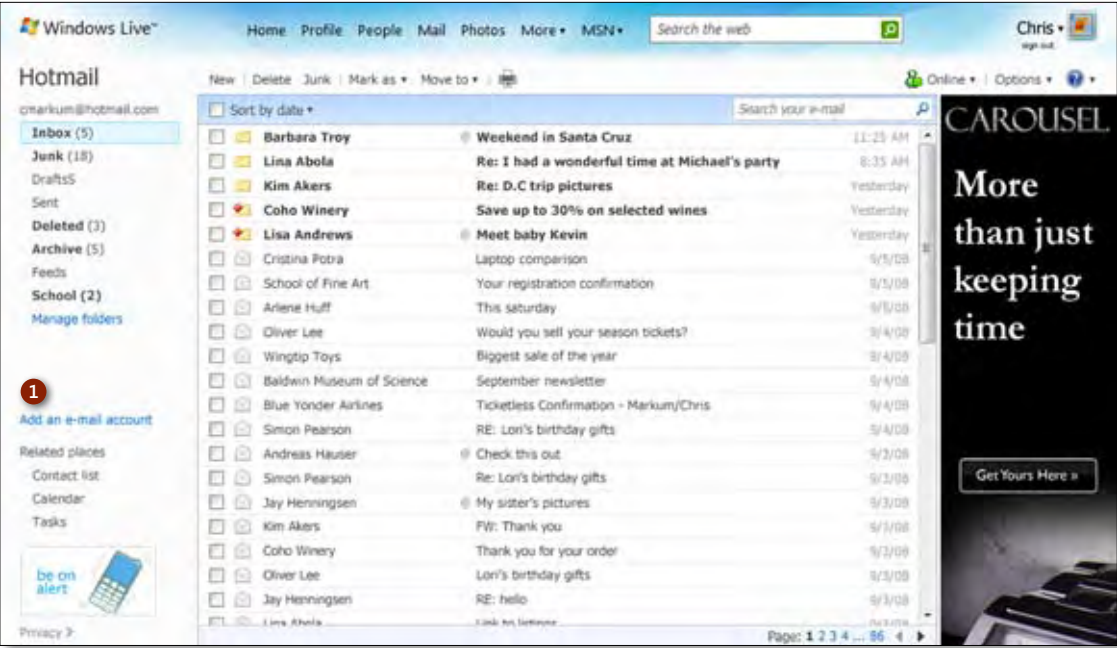 Windows Live™
Home Profile People Mail Photos More MSN
Search the web
Chris
sign out
Hotmail
New Delete Junk Mark as Move to
Online Options
cmarkum@hotmail.com
Inbox (5)
Junk (18)
DraftsS
Sent
Deleted (3)
Archive (5)
Feeds
School (2)
Manage folders
1
Add an e-mail account
Related places
Contact list
Calendar
Tasks
be on
alert
Privacy
Sort by date
Search your e-mail
Barbara Troy Weekend in Santa Cruz 11:25 AM
Lina Abola Re: I had a wonderful time at Michael's party 8:35 AM
Kim Akers Re: D.C trip pictures Yesterday
Coho Winery Save up to 30% on selected wines Yesterday
Lisa Andrews Meet baby Kevin Yesterday
Cristina Potra Laptop comparison 9/5/08
School of Fine Art Your registration confirmation 9/5/08
Arlene Huff This saturday 9/5/08
Oliver Lee Would you sell your season tickets? 9/4/08
Wingtip Toys Biggest sale of the year 9/4/08
Baldwin Museum of Science September newsletter 9/4/08
Blue Yonder Airlines Ticketless Confirmation - Markum/Chris 9/4/08
Simon Pearson RE: Lori's birthday gifts 9/4/08
Andreas Hauser Check this out 9/3/08
Simon Pearson Re: Lori's birthday gifts 9/3/08
Jay Henningsen My sister's pictures 9/3/08
Kim Akers FW: Thank you 9/3/08
Coho Winery Thank you for your order 9/3/08
Oliver Lee Lori's birthday gifts 9/3/08
Jay Henningsen RE: hello 9/3/08
Lina Abola Link to listings
Page: 1 2 3 4 ... 86
CAROUSEL
More
than just
keeping
time
Get Yours Here »